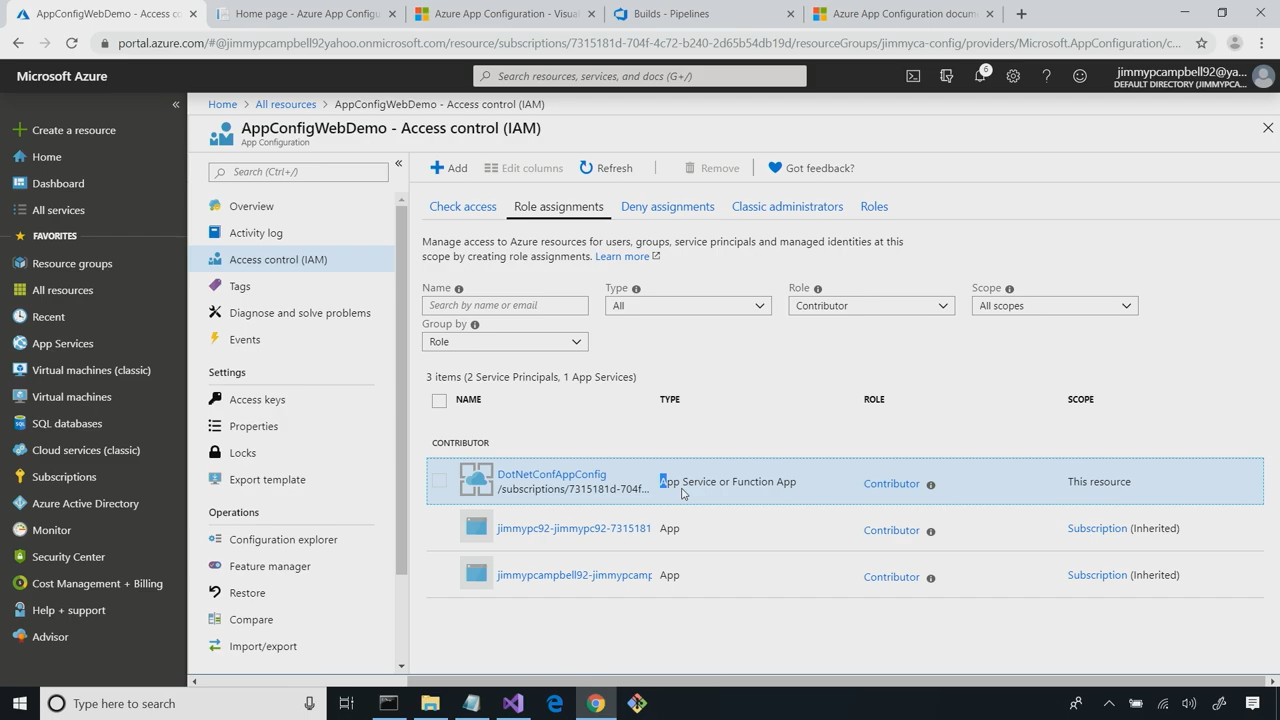 AppConfigWebDemo - Access co
Home page - Azure App Configu
Azure App Configuration - Visua
Builds - Pipelines
Azure App Configuration docum
portal.azure.com/#@jimmypcampbell92yahoo.onmicrosoft.com/resource/subscriptions/7315181d-704f-4c72-b240-2d65b54db19d/resourceGroups/jimmyca-config/providers/Microsoft.AppConfiguration/c...
Microsoft Azure
Search resources, services, and docs (G+/)
6
jimmypcampbell92@ya...
DEFAULT DIRECTORY (JIMMYPCA...
Create a resource
Home
Dashboard
All services
FAVORITES
Resource groups
All resources
Recent
App Services
Virtual machines (classic)
Virtual machines
SQL databases
Cloud services (classic)
Subscriptions
Azure Active Directory
Monitor
Security Center
Cost Management + Billing
Help + support
Advisor
Home > All resources > AppConfigWebDemo - Access control (IAM)
AppConfigWebDemo - Access control (IAM)
App Configuration
Search (Ctrl+/)
Overview
Activity log
Access control (IAM)
Tags
Diagnose and solve problems
Events
Settings
Access keys
Properties
Locks
Export template
Operations
Configuration explorer
Feature manager
Restore
Compare
Import/export
Add
Edit columns
Refresh
Remove
Got feedback?
Check access
Role assignments
Deny assignments
Classic administrators
Roles
Manage access to Azure resources for users, groups, service principals and managed identities at this
scope by creating role assignments. Learn more
Name
Type
Role
Scope
Search by name or email
All
Contributor
All scopes
Group by
Role
3 items (2 Service Principals, 1 App Services)
NAME
TYPE
ROLE
SCOPE
CONTRIBUTOR
DotNetConfAppConfig
/subscriptions/7315181d-704f...
App Service or Function App
Contributor
This resource
jimmypc92-jimmypc92-7315181
App
Contributor
Subscription (Inherited)
jimmypcampbell92-jimmypcamp
App
Contributor
Subscription (Inherited)
Type here to search